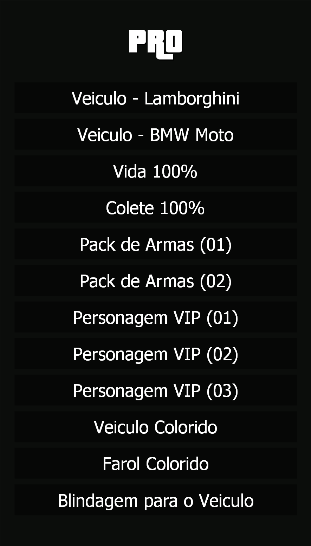 PRO
Veiculo - Lamborghini
Veiculo - BMW Moto
Vida 100%
Colete 100%
Pack de Armas (01)
Pack de Armas (02)
Personagem VIP (01)
Personagem VIP (02)
Personagem VIP (03)
Veiculo Colorido
Farol Colorido
Blindagem para o Veiculo